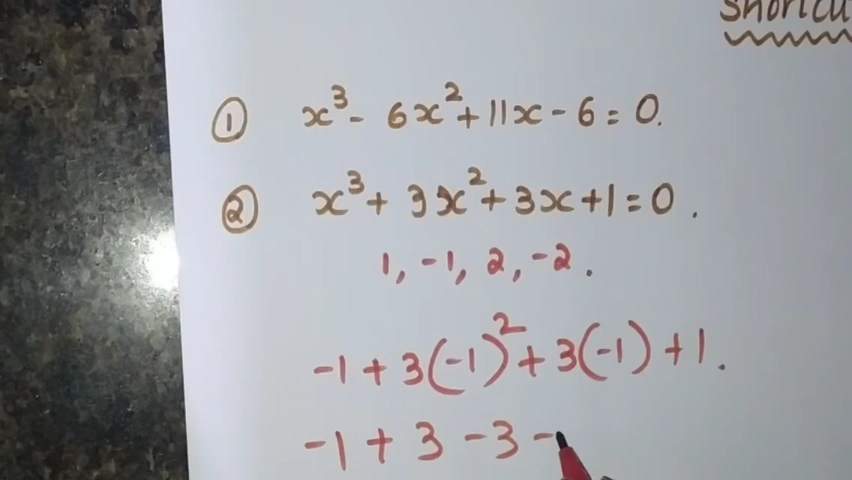 Shortcu
① x³ - 6x² + 11x - 6 = 0.
② x³ + 3x² + 3x + 1 = 0.
1, -1, 2, -2.
-1 + 3(-1)² + 3(-1) + 1.
-1 + 3 - 3 -